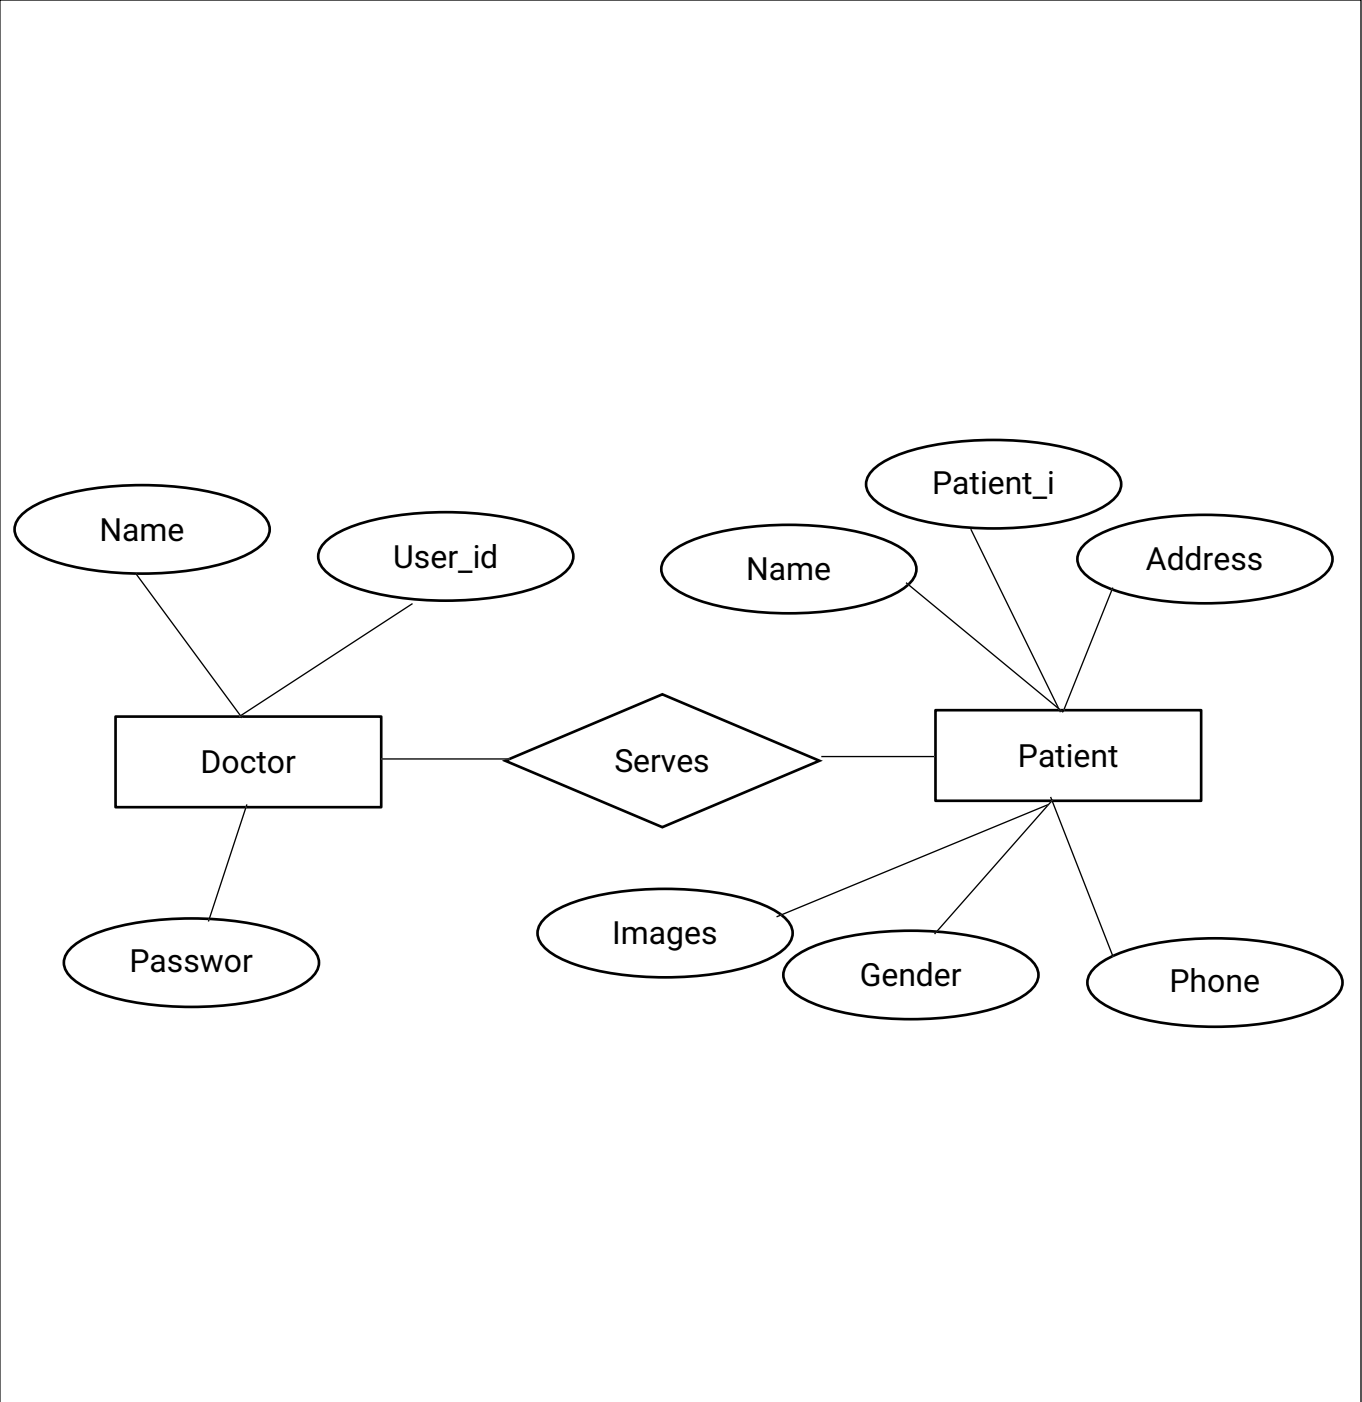 Patient_i
Name
User_id
Name
Address
Doctor
Serves
Patient
Passwor
Images
Gender
Phone